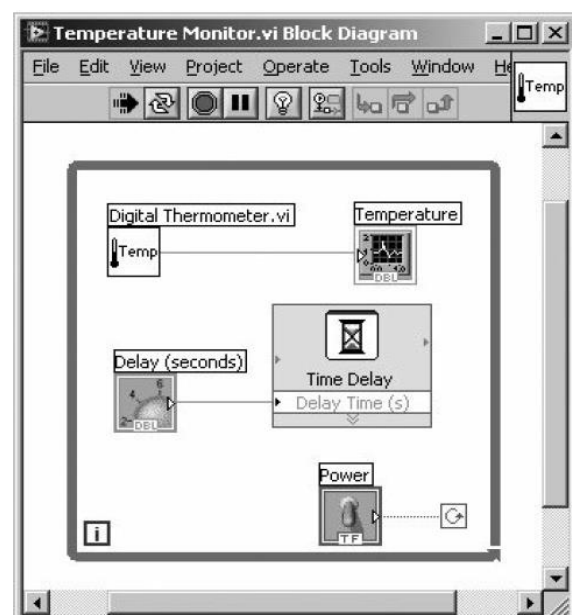 Temperature Monitor.vi Block Diagram
File Edit View Project Operate Tools Window He
Temp
Digital Thermometer.vi
Temperature
Temp
DBL
Delay (seconds)
Time Delay
Delay Time (s)
DBL
Power
TF
i